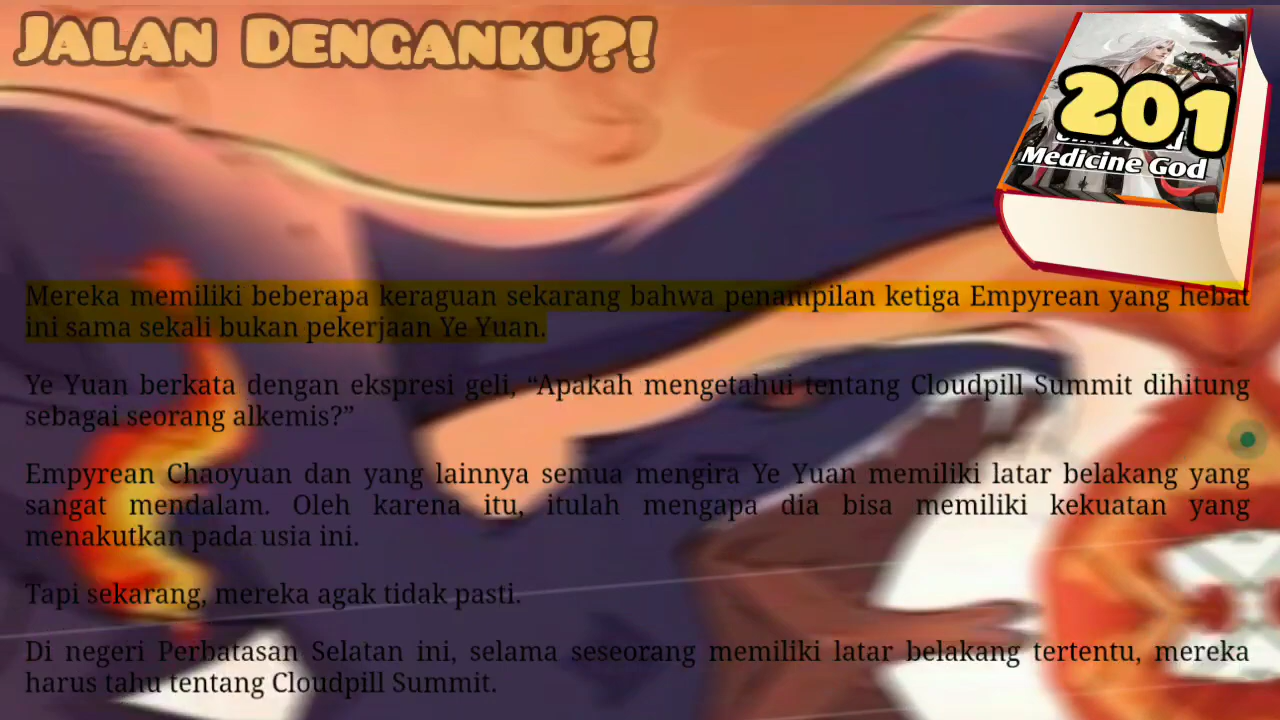 JALAN DENGANKU?!
201
Medicine God
Mereka memiliki beberapa keraguan sekarang bahwa penampilan ketiga Empyrean yang hebat
ini sama sekali bukan pekerjaan Ye Yuan.
Ye Yuan berkata dengan ekspresi geli, “Apakah mengetahui tentang Cloudpill Summit dihitung
sebagai seorang alkemis?”
Empyrean Chaoyuan dan yang lainnya semua mengira Ye Yuan memiliki latar belakang yang
sangat mendalam. Oleh karena itu, itulah mengapa dia bisa memiliki kekuatan yang
menakutkan pada usia ini.
Tapi sekarang, mereka agak tidak pasti.
Di negeri Perbatasan Selatan ini, selama seseorang memiliki latar belakang tertentu, mereka
harus tahu tentang Cloudpill Summit.